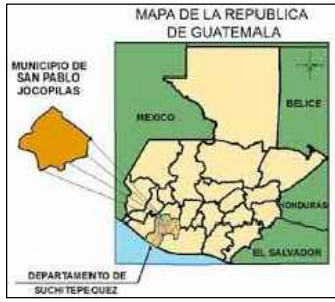 MAPA DE LA REPUBLICA
DE GUATEMALA
MUNICIPIO DE
SAN PABLO
JOCOPILAS
MEXICO
BELICE
HONDURAS
EL SALVADOR
DEPARTAMENTO DE
SUCHITEPEQUEZ